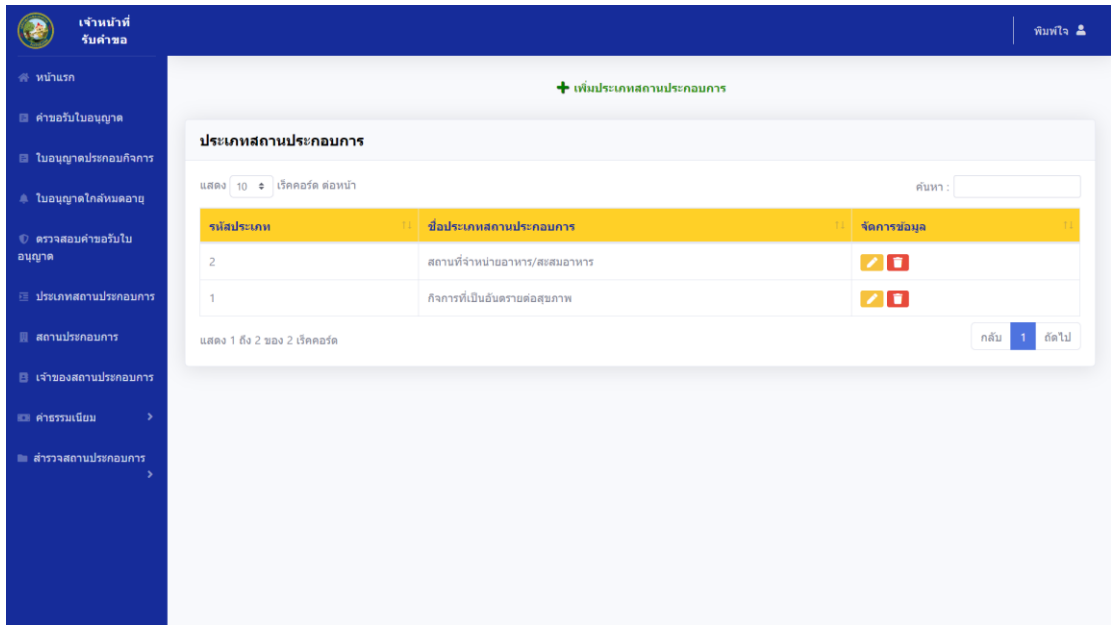 เจ้าหน้าที่
รับคำขอ
พิมพ์ใจ
หน้าแรก
คำขอรับใบอนุญาต
ใบอนุญาตประกอบกิจการ
ใบอนุญาตใกล้หมดอายุ
ตรวจสอบคำขอรับใบ
อนุญาต
ประเภทสถานประกอบการ
สถานประกอบการ
เจ้าของสถานประกอบการ
ค่าธรรมเนียม
สำรวจสถานประกอบการ
เพิ่มประเภทสถานประกอบการ
ประเภทสถานประกอบการ
แสดง 10 เร็คคอร์ด ต่อหน้า
ค้นหา :
รหัสประเภท ชื่อประเภทสถานประกอบการ จัดการข้อมูล
2 สถานที่จำหน่ายอาหาร/สะสมอาหาร
1 กิจการที่เป็นอันตรายต่อสุขภาพ
แสดง 1 ถึง 2 ของ 2 เร็คคอร์ด
กลับ 1 ถัดไป